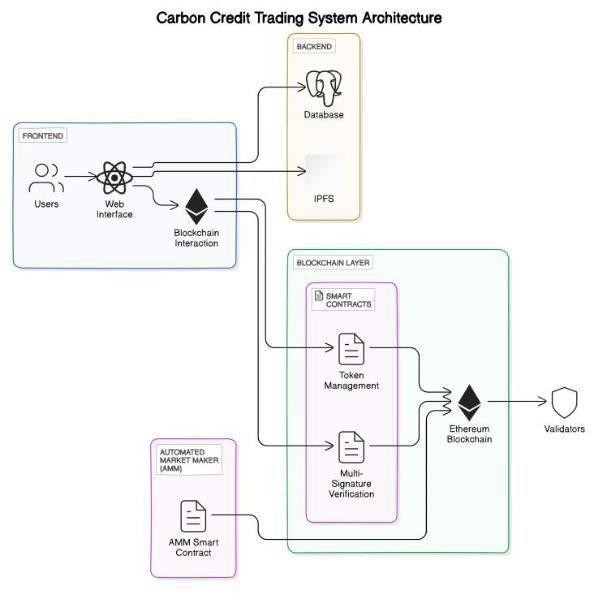 Carbon Credit Trading System Architecture
BACKEND
Database
IPFS
FRONTEND
Users
Web
Interface
Blockchain
Interaction
BLOCKCHAIN LAYER
SMART
CONTRACTS
Token
Management
Multi-
Signature
Verification
Ethereum
Blockchain
Validators
AUTOMATED
MARKET MAKER
(AMM)
AMM Smart
Contract